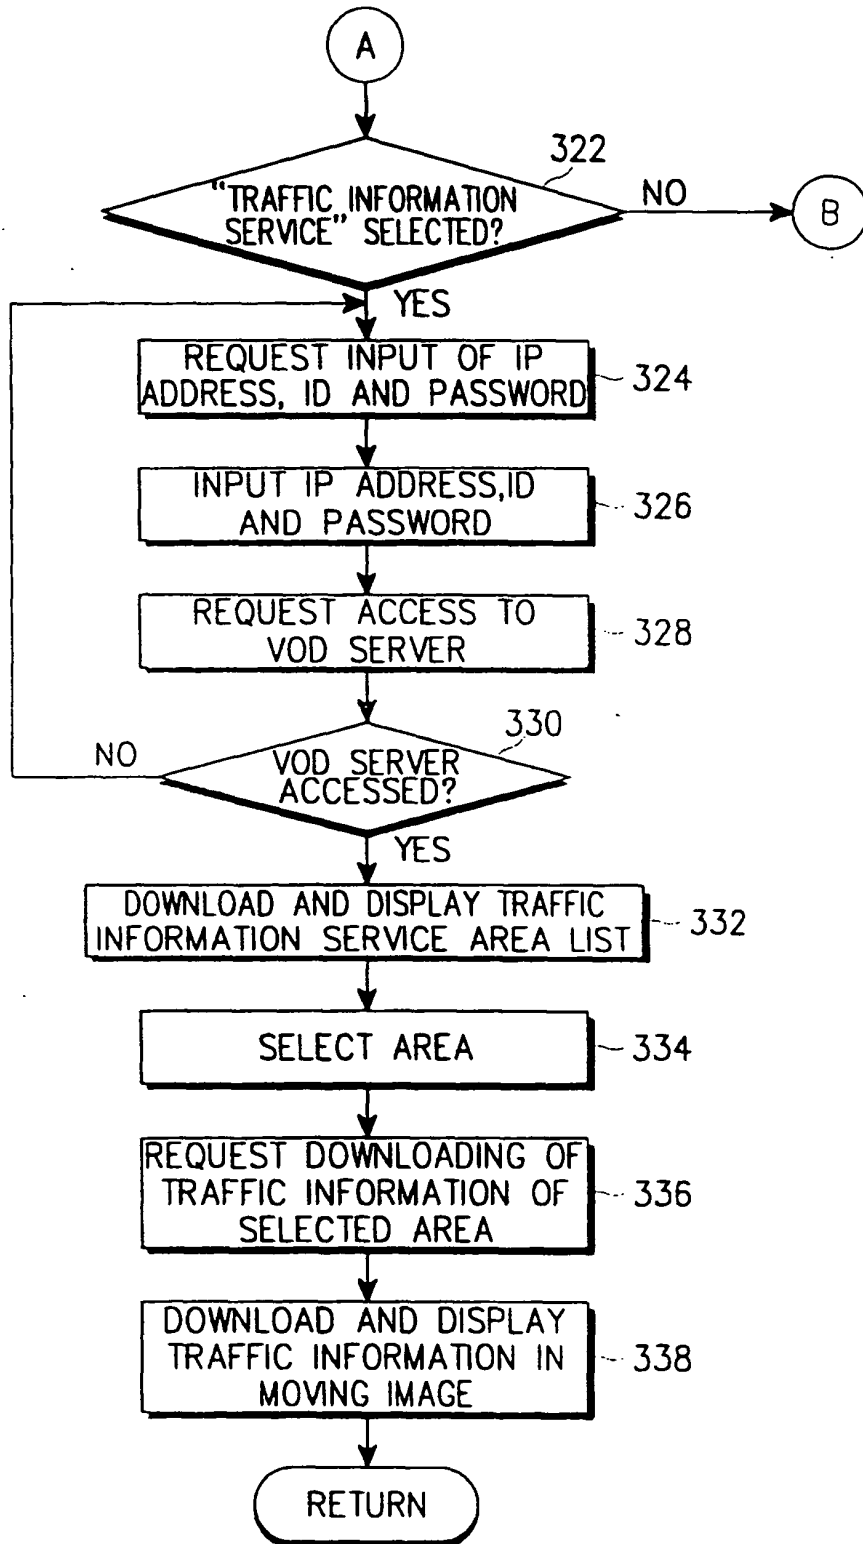 A
322
"TRAFFIC INFORMATION
SERVICE" SELECTED?
NO
B
YES
REQUEST INPUT OF IP
ADDRESS, ID AND PASSWORD
324
INPUT IP ADDRESS,ID
AND PASSWORD
326
REQUEST ACCESS TO
VOD SERVER
328
330
NO
VOD SERVER
ACCESSED?
YES
DOWNLOAD AND DISPLAY TRAFFIC
INFORMATION SERVICE AREA LIST
332
SELECT AREA
334
REQUEST DOWNLOADING OF
TRAFFIC INFORMATION OF
SELECTED AREA
336
DOWNLOAD AND DISPLAY
TRAFFIC INFORMATION IN
MOVING IMAGE
338
RETURN